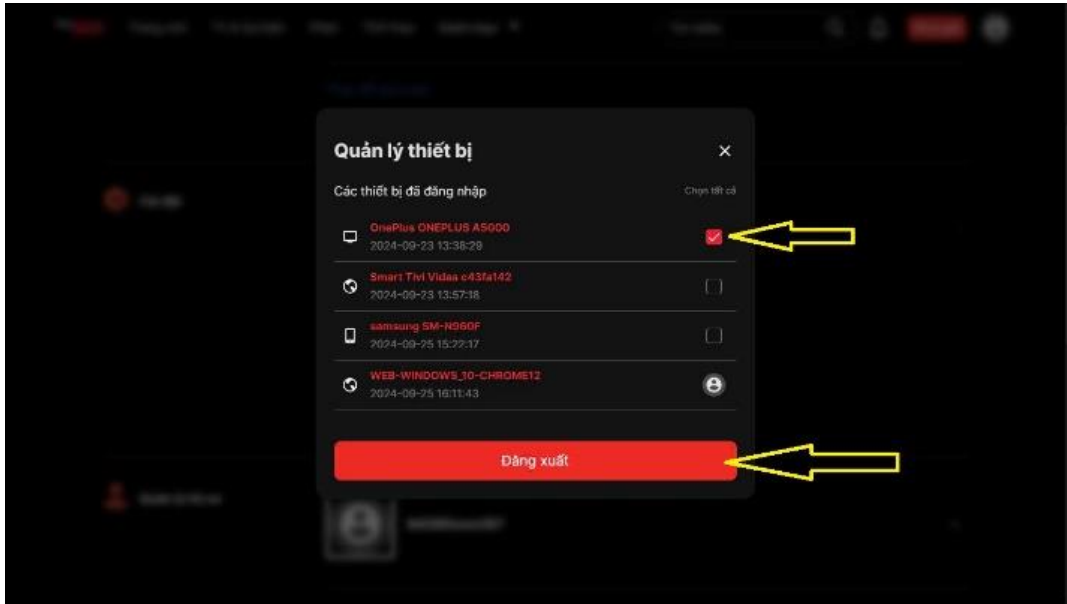 Quản lý thiết bị
Các thiết bị đã đăng nhập
Chọn tất cả
OnePlus ONEPLUS A5000
2024-09-23 13:38:29
Smart Tivi Vidaa c43fa142
2024-09-23 13:57:18
samsung SM-N960F
2024-09-25 15:22:17
WEB-WINDOWS_10-CHROME12
2024-09-25 16:11:43
Đăng xuất